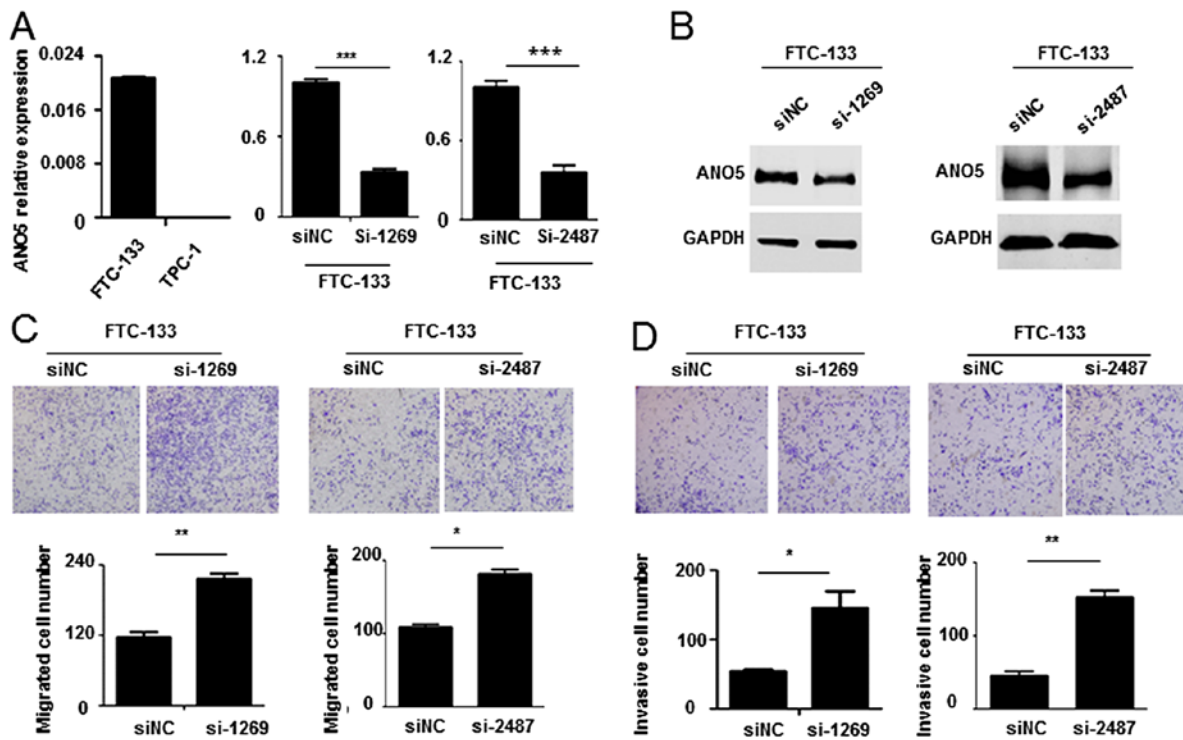 A
ANO5 relative expression
0.024
0.016
0.008
0
FTC-133
TPC-1
1.2
0.6
0
***
siNC
Si-1269
FTC-133
1.2
0.6
0
***
siNC
Si-2487
FTC-133
B
FTC-133
siNC
si-1269
ANO5
GAPDH
FTC-133
siNC
si-2487
ANO5
GAPDH
C
FTC-133
siNC
si-1269
FTC-133
siNC
si-2487
Migrated cell number
240
120
0
**
siNC
si-1269
Migrated cell number
200
100
0
*
siNC
si-2487
D
FTC-133
siNC
si-1269
FTC-133
siNC
si-2487
Invasive cell number
200
100
0
*
siNC
si-1269
Invasive cell number
200
100
0
**
siNC
si-2487